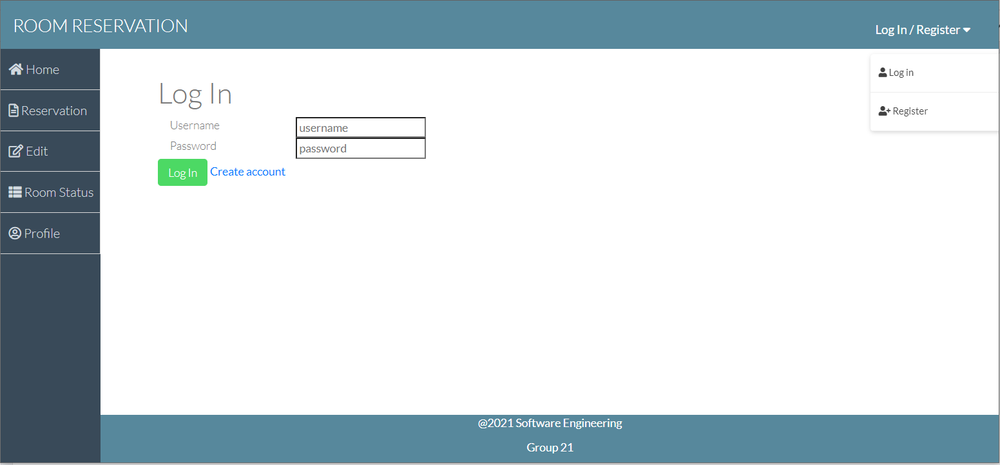 ROOM RESERVATION
Log In / Register
Home
Reservation
Edit
Room Status
Profile
Log in
Register
Log In
Username
username
Password
password
Log In
Create account
@2021 Software Engineering
Group 21